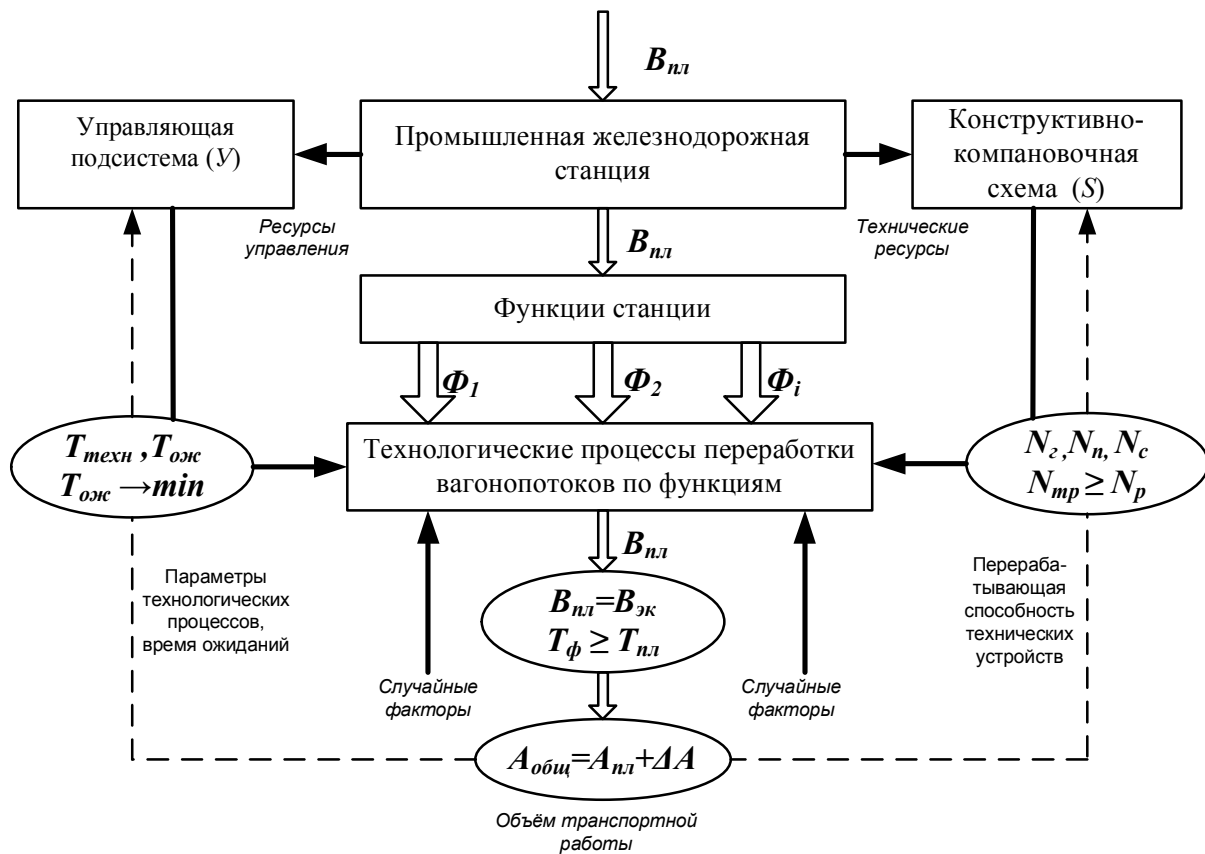 B_пл
Управляющая
подсистема (У)
Промышленная железнодорожная
станция
Конструктивно-
компановочная
схема (S)
Ресурсы
управления
B_пл
Технические
ресурсы
Функции станции
Ф_1
Ф_2
Ф_i
T_техн ,T_ож
T_ож →min
Технологические процессы переработки
вагонопотоков по функциям
N_г ,N_п, N_с
N_тр ≥ N_р
B_пл
Параметры
технологических
процессов,
время ожиданий
B_пл=B_эк
T_ф ≥ T_пл
Перераба-
тывающая
способность
технических
устройств
Случайные
факторы
Случайные
факторы
A_общ=A_пл+ΔA
Объём транспортной
работы